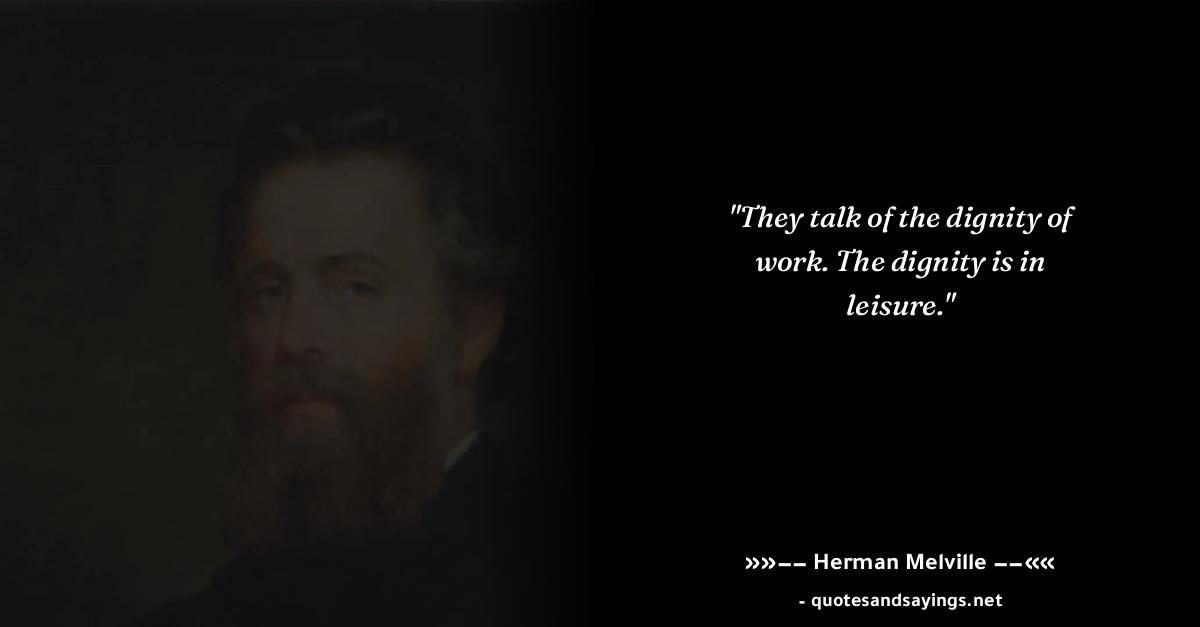 "They talk of the dignity of
work. The dignity is in
leisure."
»»–– Herman Melville ––««
- quotesandsayings.net